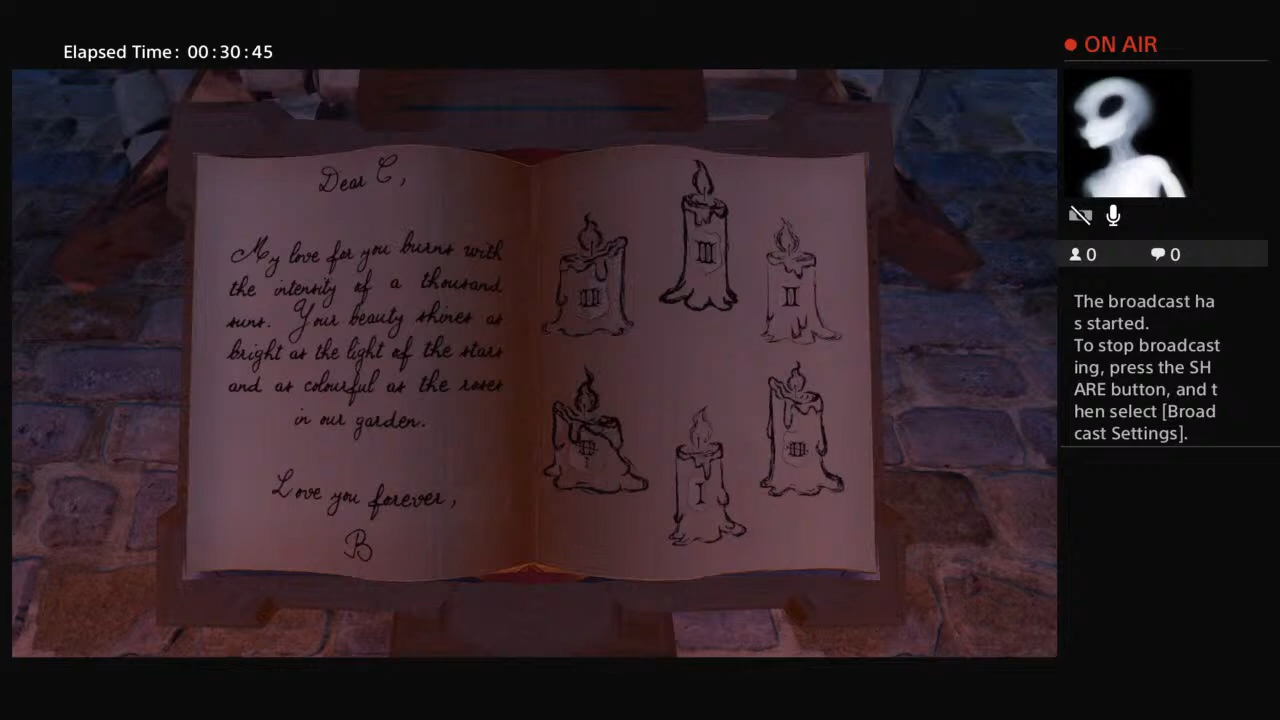 Elapsed Time: 00:30:45
ON AIR
0 0
The broadcast ha
s started.
To stop broadcast
ing, press the SH
ARE button, and t
hen select [Broad
cast Settings].
Dear C,
My love for you burns with
the intensity of a thousand
suns. Your beauty shines as
bright as the light of the stars
and as colourful as the roses
in our garden.
Love you forever,
B
III
II
I